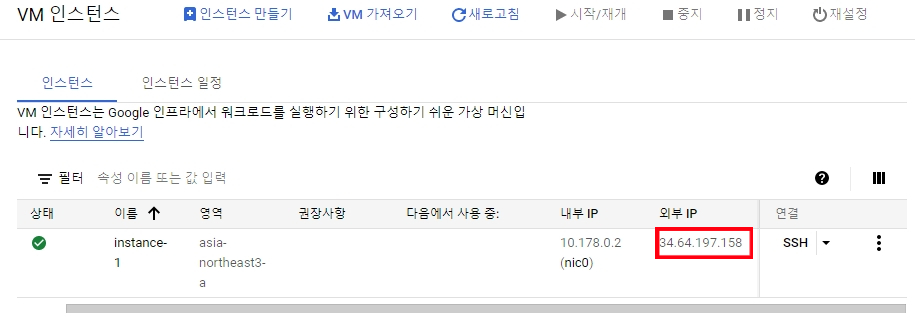 VM 인스턴스 인스턴스 만들기 VM 가져오기 새로고침 시작/재개 중지 정지 재설정
인스턴스 인스턴스 일정
VM 인스턴스는 Google 인프라에서 워크로드를 실행하기 위한 구성하기 쉬운 가상 머신입
니다. 자세히 알아보기
필터 속성 이름 또는 값 입력
상태 이름 영역 권장사항 다음에서 사용 중: 내부 IP 외부 IP 연결
instance- asia- 10.178.0.2 34.64.197.158 SSH
1 northeast3- (nic0)
a